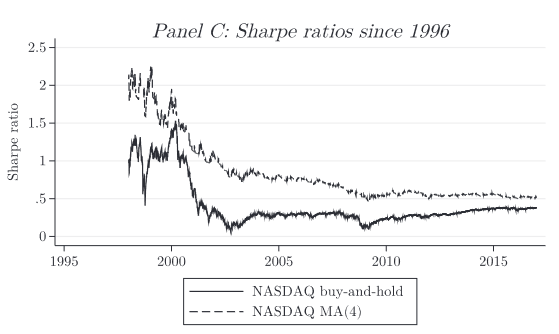 Panel C: Sharpe ratios since 1996
Sharpe ratio
2.5
2
1.5
1
.5
0
1995 2000 2005 2010 2015
NASDAQ buy-and-hold
NASDAQ MA(4)